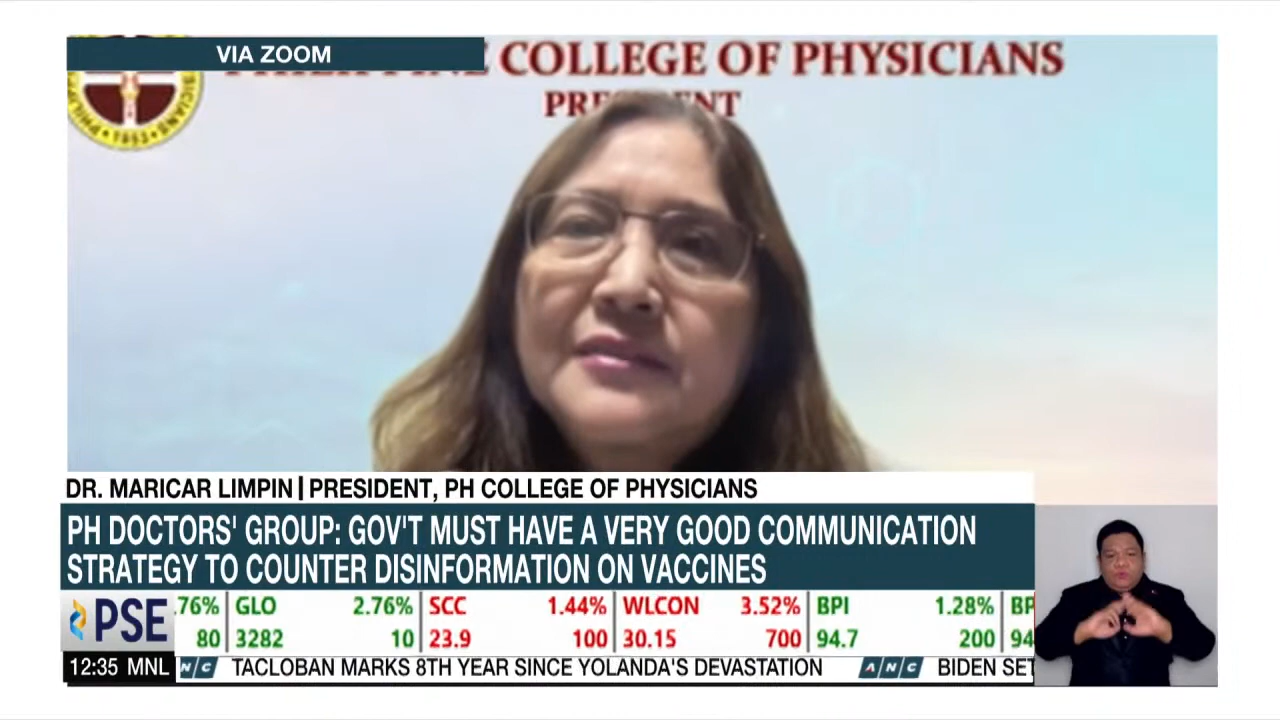 VIA ZOOM
COLLEGE OF PHYSICIANS
DR. MARICAR LIMPIN | PRESIDENT, PH COLLEGE OF PHYSICIANS
PH DOCTORS' GROUP: GOV'T MUST HAVE A VERY GOOD COMMUNICATION
STRATEGY TO COUNTER DISINFORMATION ON VACCINES
PSE
.76% GLO 2.76% SCC 1.44% WLCON 3.52% BPI 1.28% BP
80 3282 10 23.9 100 30.15 700 94.7 200 94
12:35 MNL NC TACLOBAN MARKS 8TH YEAR SINCE YOLANDA'S DEVASTATION ANC BIDEN SET